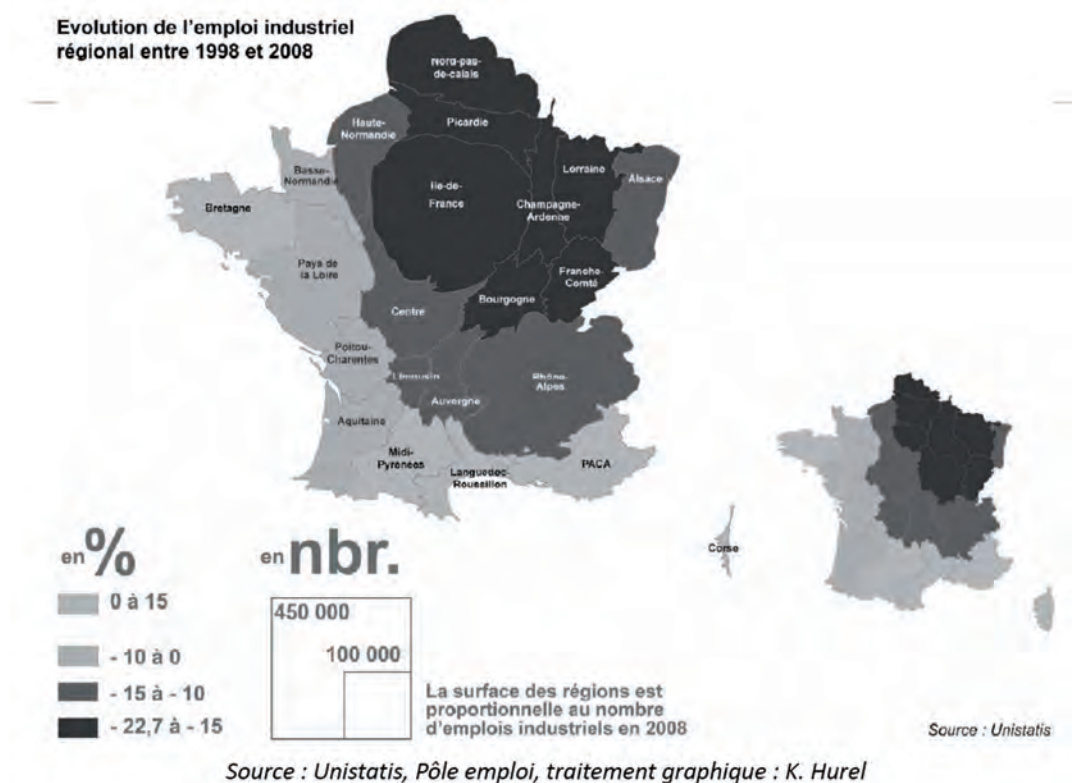 Evolution de l'emploi industriel
régional entre 1998 et 2008
Nord-pas-
de-calais
Picardie
Haute-
Normandie
Basse-
Normandie
Bretagne
Ile-de-
France
Lorraine
Alsace
Champagne-
Ardenne
Pays de
la Loire
Franche-
Comté
Bourgogne
Centre
Poitou-
Charentes
Limousin
Auvergne
Rhône-
Alpes
Aquitaine
Midi-
Pyrénées
Languedoc-
Roussillon
PACA
Corse
en %
0 à 15
- 10 à 0
- 15 à - 10
- 22,7 à - 15
en nbr.
450 000
100 000
La surface des régions est
proportionnelle au nombre
d'emplois industriels en 2008
Source : Unistatis
Source : Unistatis, Pôle emploi, traitement graphique : K. Hurel